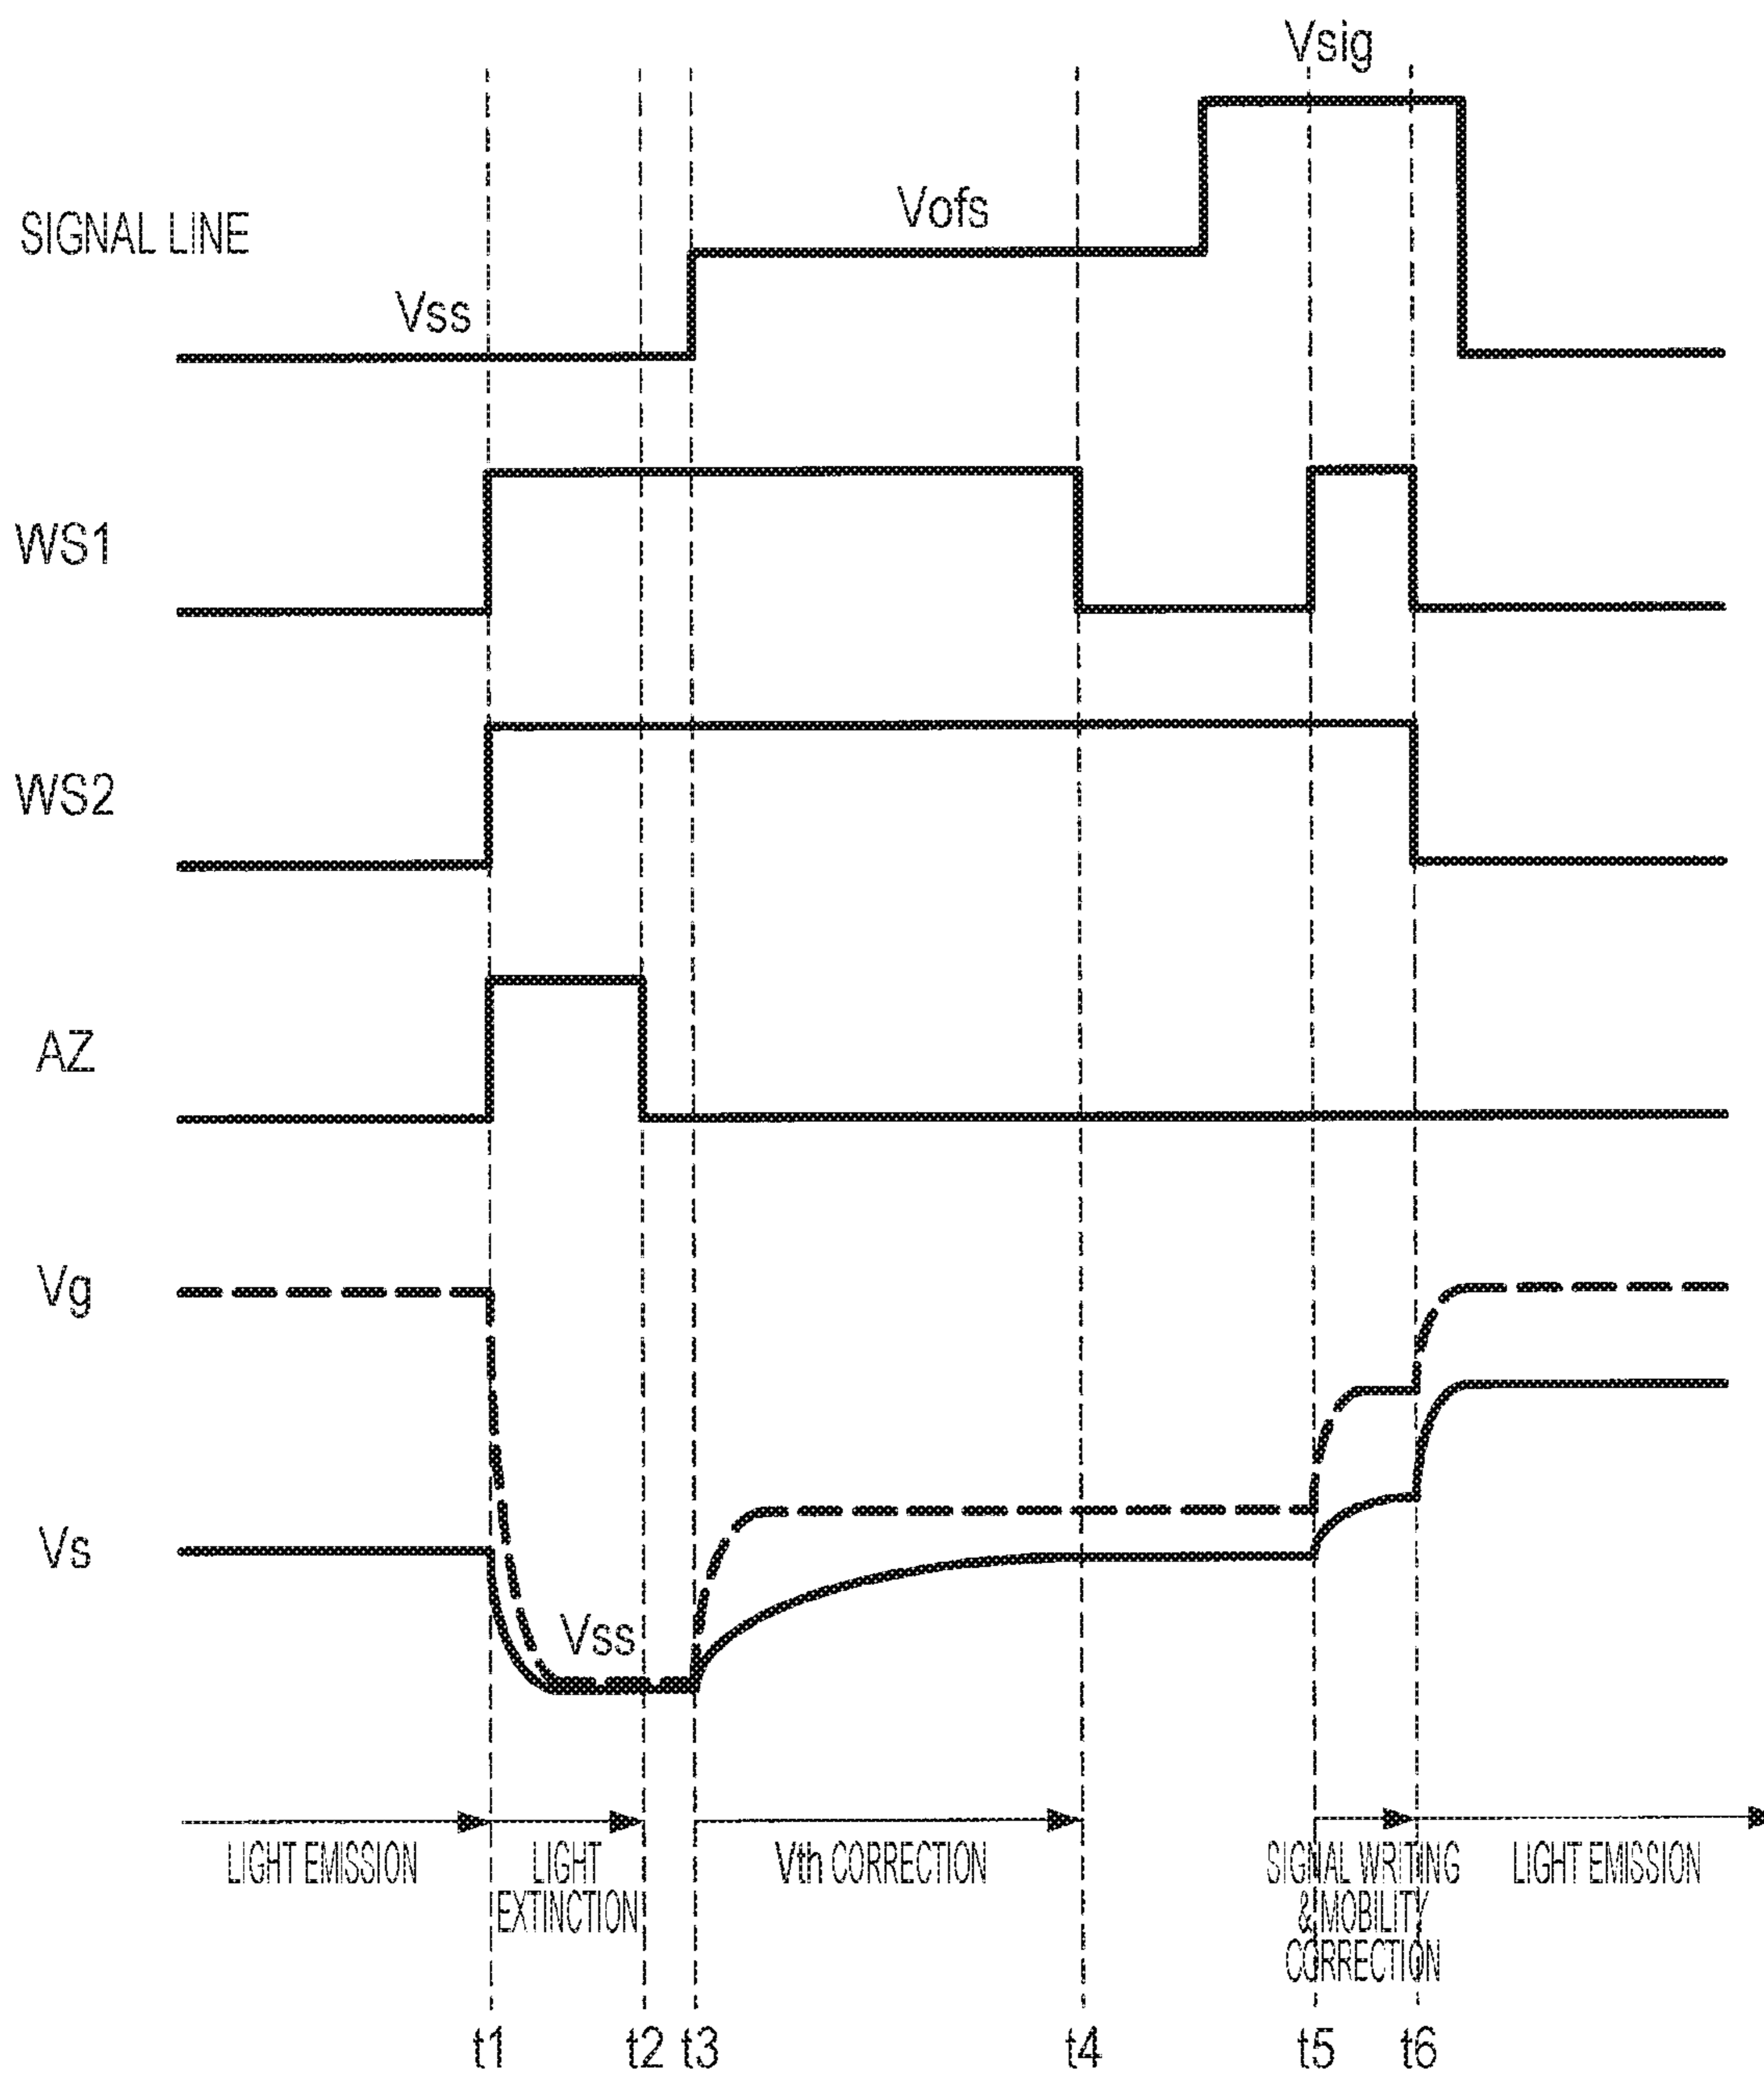 Vsig
Vofs
SIGNAL LINE
Vss
WS1
WS2
AZ
Vg
Vs
Vss
LIGHT EMISSION
LIGHT
EXTINCTION
Vth CORRECTION
SIGNAL WRITING
& MOBILITY
CORRECTION
LIGHT EMISSION
t1 t2 t3 t4 t5 t6